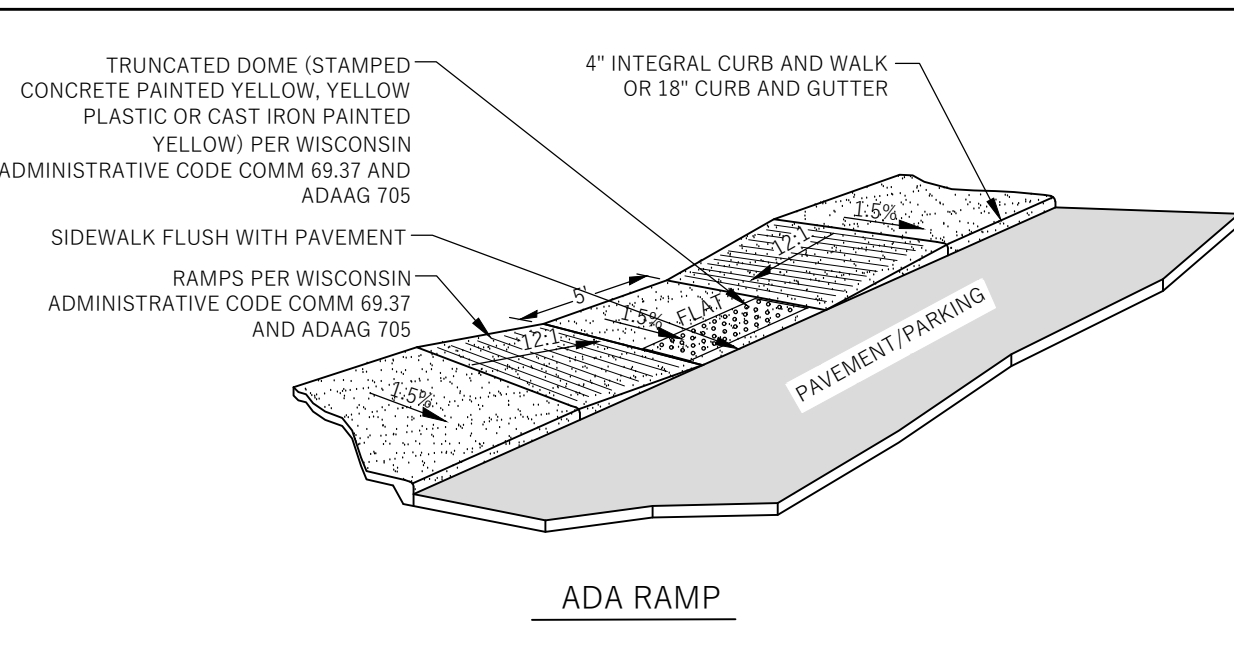 TRUNCATED DOME (STAMPED
CONCRETE PAINTED YELLOW, YELLOW
PLASTIC OR CAST IRON PAINTED
YELLOW) PER WISCONSIN
ADMINISTRATIVE CODE COMM 69.37 AND
ADAAG 705
4" INTEGRAL CURB AND WALK
OR 18" CURB AND GUTTER
SIDEWALK FLUSH WITH PAVEMENT
RAMPS PER WISCONSIN
ADMINISTRATIVE CODE COMM 69.37
AND ADAAG 705
1.5%
12:1
5'
1.5%
FLAT
12:1
1.5%
PAVEMENT/PARKING
ADA RAMP